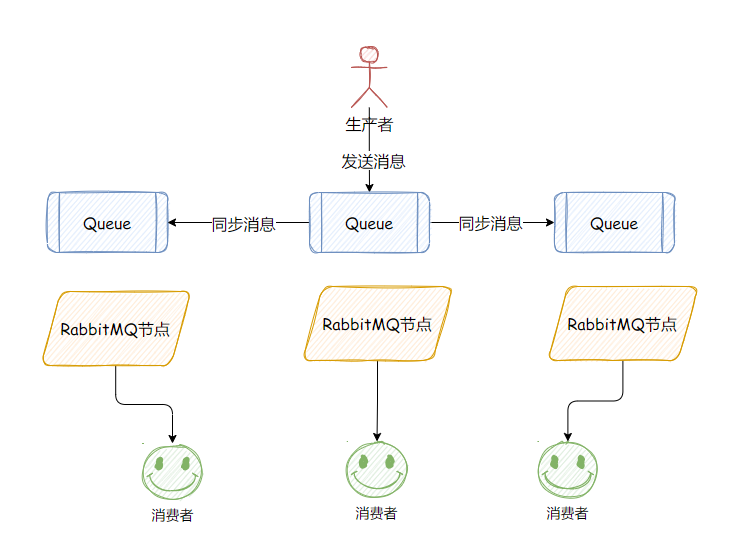 生产者
发送消息
Queue
同步消息
Queue
同步消息
Queue
RabbitMQ节点
RabbitMQ节点
RabbitMQ节点
消费者
消费者
消费者